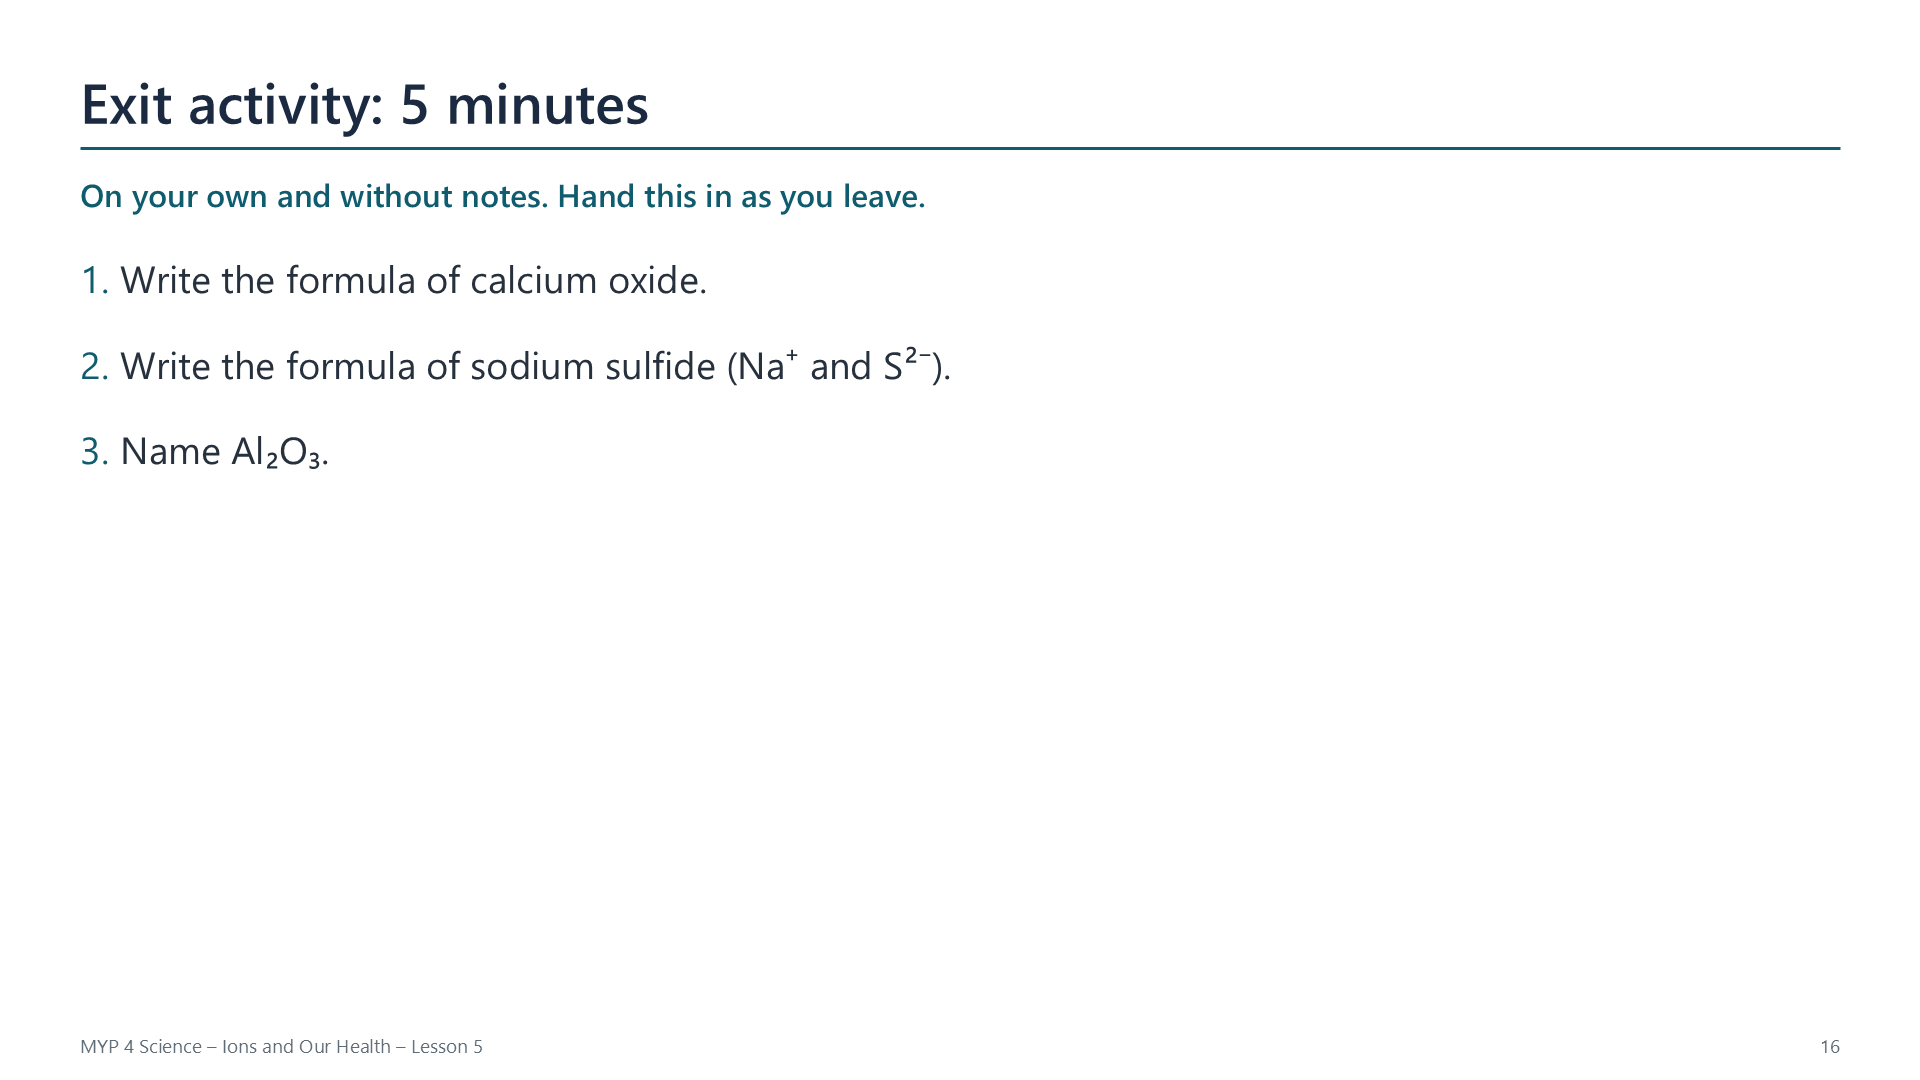 Exit activity: 5 minutes
On your own and without notes. Hand this in as you leave.
1. Write the formula of calcium oxide.
2. Write the formula of sodium sulfide (Na⁺ and S²⁻).
3. Name Al₂O₃.
MYP 4 Science – Ions and Our Health – Lesson 5
16